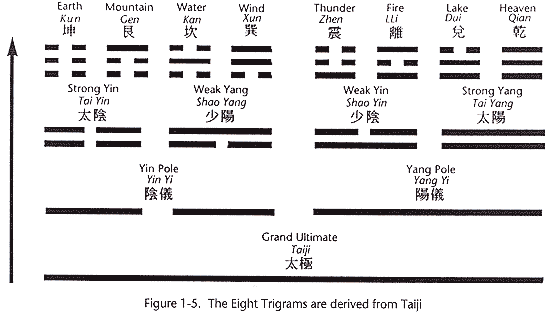 Earth Mountain Water Wind Thunder Fire Lake Heaven
Kun Gen Kan Xun Zhen Lli Dui Qian
坤 艮 坎 巽 震 離 兌 乾
Strong Yin Weak Yang Weak Yin Strong Yang
Tai Yin Shao Yang Shao Yin Tai Yang
太陰 少陽 少陰 太陽
Yin Pole Yang Pole
Yin Yi Yang Yi
陰儀 陽儀
Grand Ultimate
Taiji
太極
Figure 1-5. The Eight Trigrams are derived from Taiji